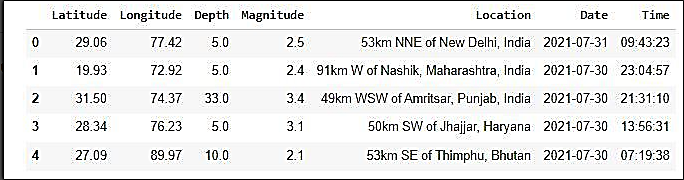 Latitude Longitude Depth Magnitude Location Date Time
0 29.06 77.42 5.0 2.5 53km NNE of New Delhi, India 2021-07-31 09:43:23
1 19.93 72.92 5.0 2.4 91km W of Nashik, Maharashtra, India 2021-07-30 23:04:57
2 31.50 74.37 33.0 3.4 49km WSW of Amritsar, Punjab, India 2021-07-30 21:31:10
3 28.34 76.23 5.0 3.1 50km SW of Jhajjar, Haryana 2021-07-30 13:56:31
4 27.09 89.97 10.0 2.1 53km SE of Thimphu, Bhutan 2021-07-30 07:19:38